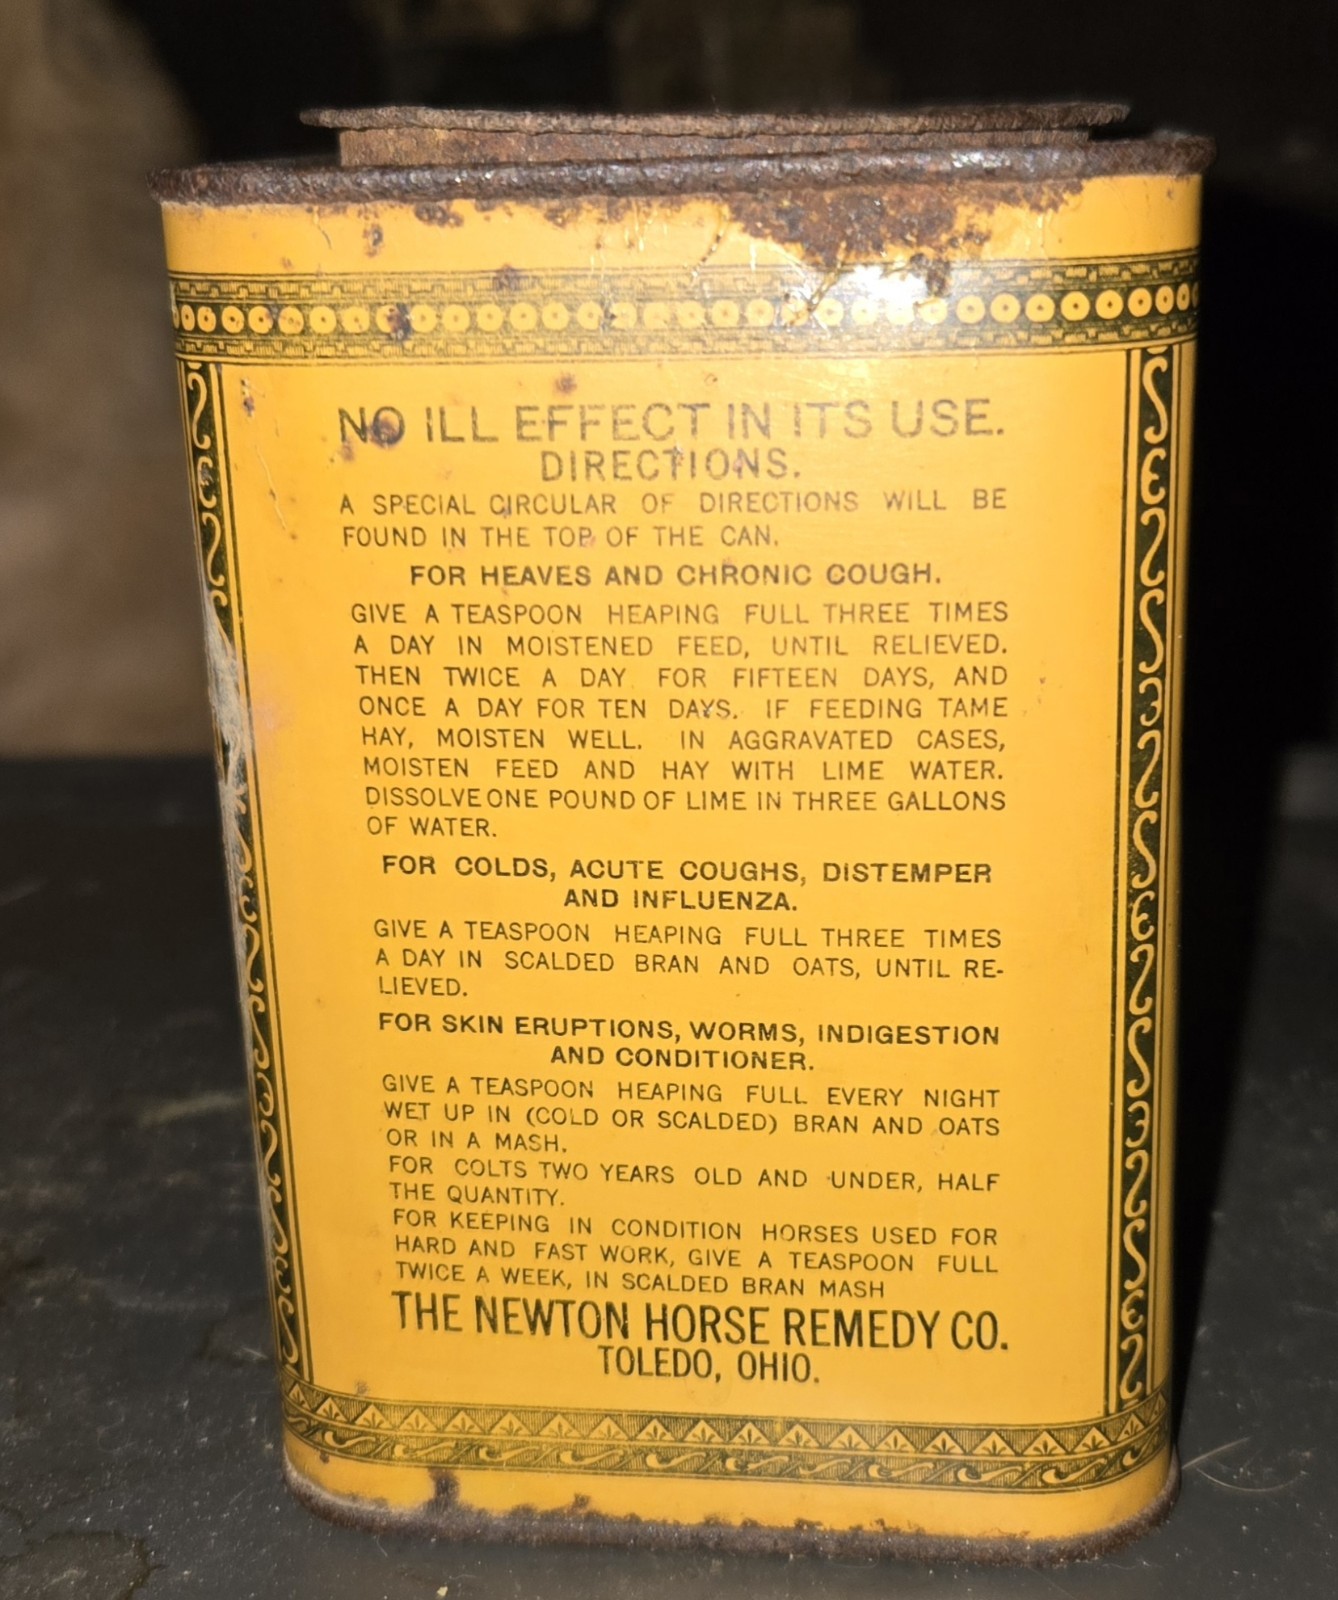 NO ILL EFFECT IN ITS USE.
DIRECTIONS.
A SPECIAL CIRCULAR OF DIRECTIONS WILL BE
FOUND IN THE TOP OF THE CAN.
FOR HEAVES AND CHRONIC COUGH.
GIVE A TEASPOON HEAPING FULL THREE TIMES
A DAY IN MOISTENED FEED, UNTIL RELIEVED.
THEN TWICE A DAY FOR FIFTEEN DAYS, AND
ONCE A DAY FOR TEN DAYS. IF FEEDING TAME
HAY, MOISTEN WELL. IN AGGRAVATED CASES,
MOISTEN FEED AND HAY WITH LIME WATER.
DISSOLVE ONE POUND OF LIME IN THREE GALLONS
OF WATER.
FOR COLDS, ACUTE COUGHS, DISTEMPER
AND INFLUENZA.
GIVE A TEASPOON HEAPING FULL THREE TIMES
A DAY IN SCALDED BRAN AND OATS, UNTIL RE-
LIEVED.
FOR SKIN ERUPTIONS, WORMS, INDIGESTION
AND CONDITIONER.
GIVE A TEASPOON HEAPING FULL EVERY NIGHT
WET UP IN (COLD OR SCALDED) BRAN AND OATS
OR IN A MASH.
FOR COLTS TWO YEARS OLD AND UNDER, HALF
THE QUANTITY.
FOR KEEPING IN CONDITION HORSES USED FOR
HARD AND FAST WORK, GIVE A TEASPOON FULL
TWICE A WEEK, IN SCALDED BRAN MASH
THE NEWTON HORSE REMEDY CO.
TOLEDO, OHIO.